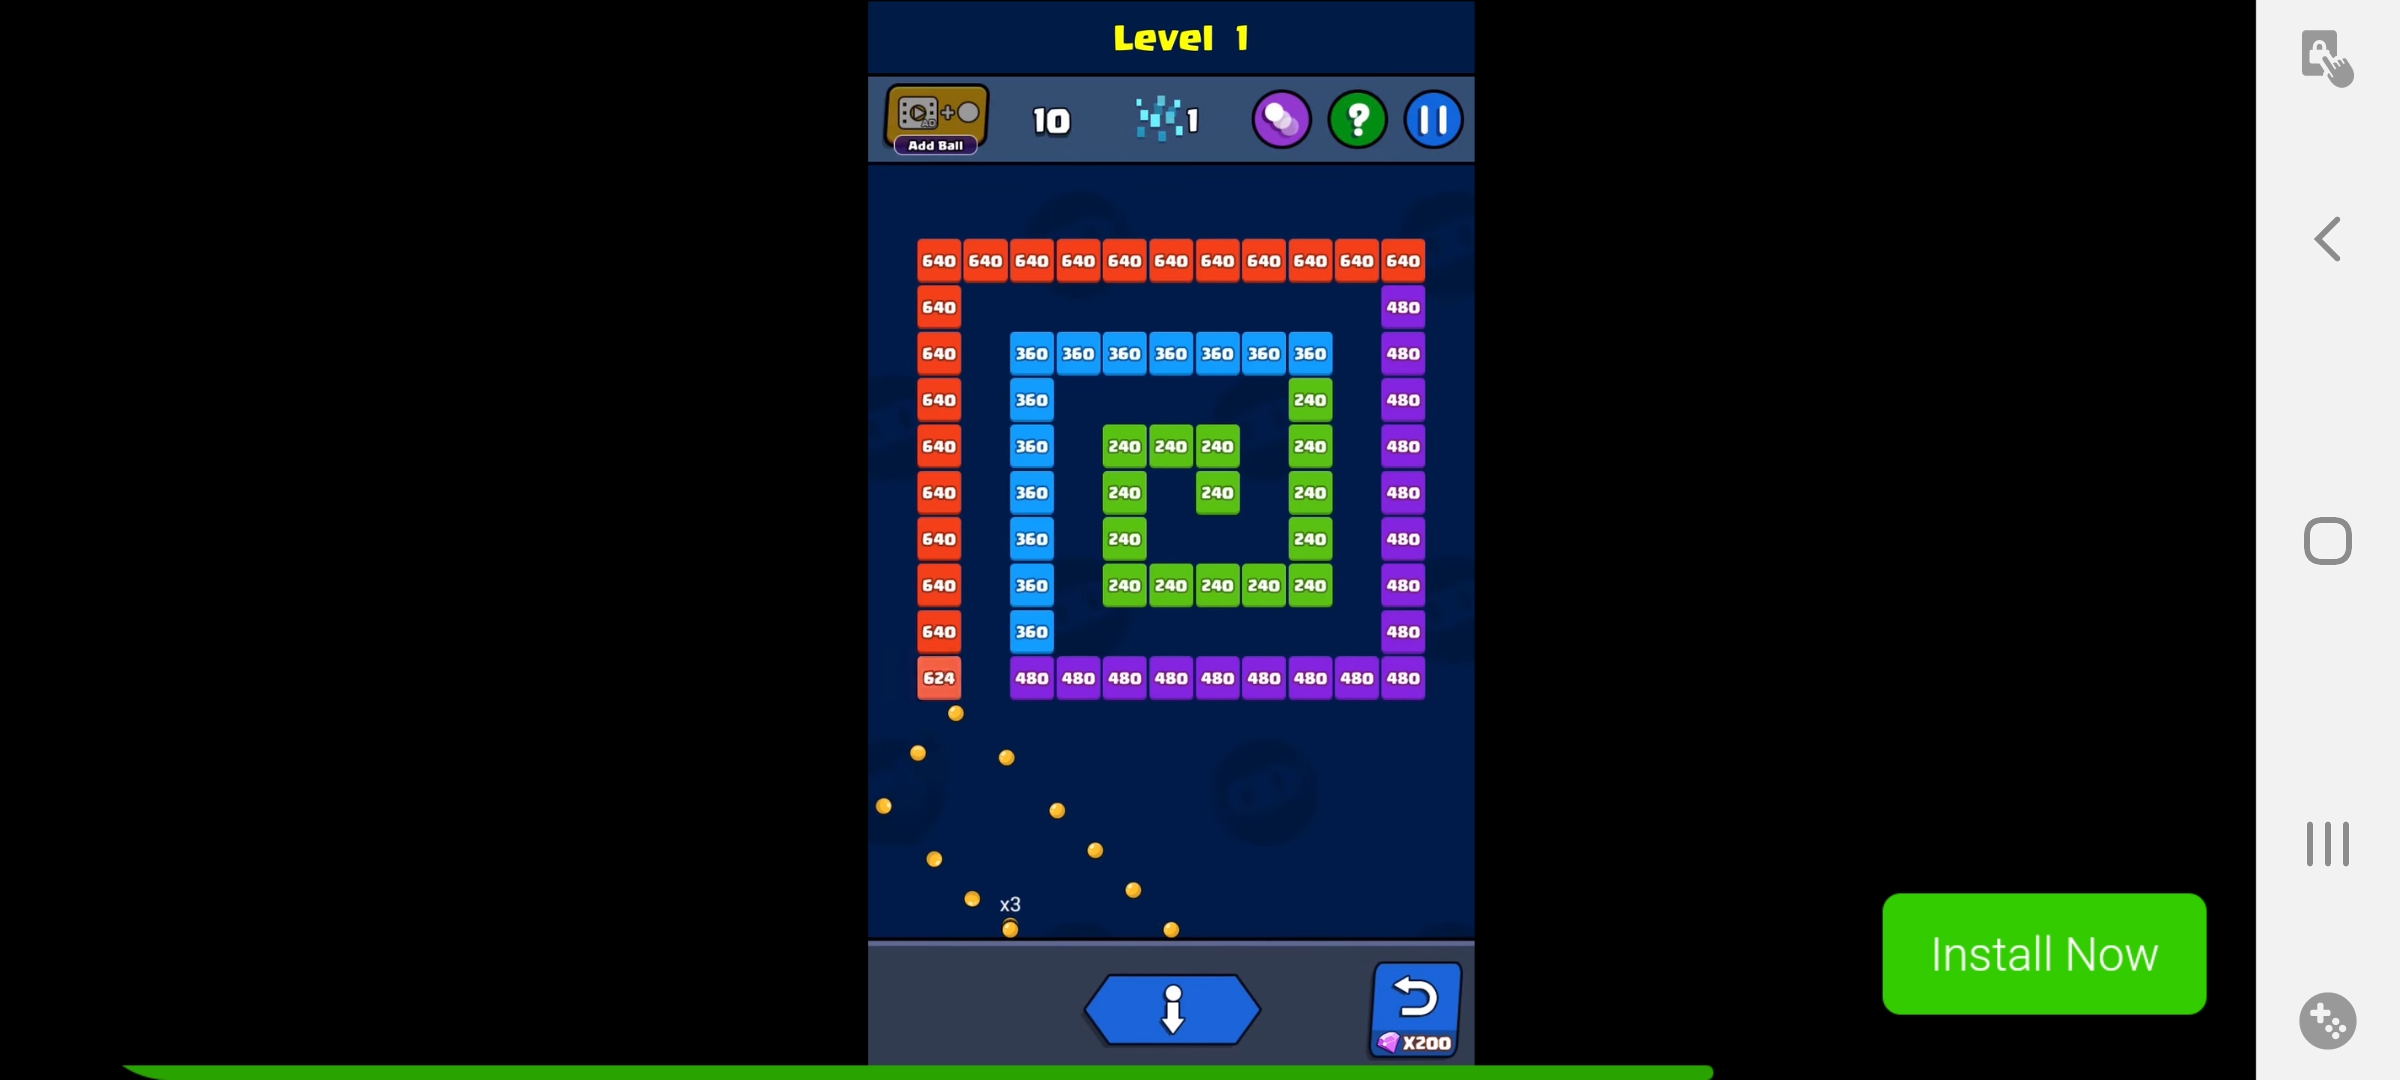 Level 1
AD + Add Ball 10 1 ?
640 640 640 640 640 640 640 640 640 640 640
640 480
640 360 360 360 360 360 360 360 480
640 360 240 480
640 360 240 240 240 240 480
640 360 240 240 240 480
640 360 240 240 480
640 360 240 240 240 240 240 480
640 360 480
624 480 480 480 480 480 480 480 480 480
x3
Install Now
X200